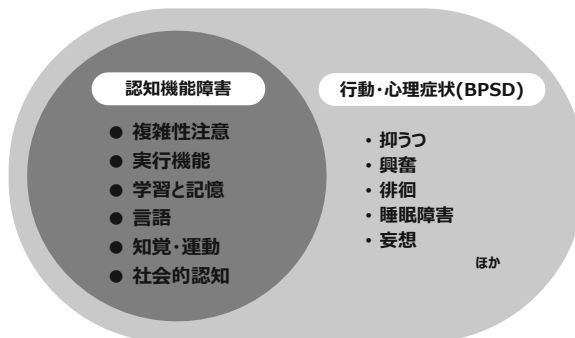 認知機能障害
● 複雑性注意
● 実行機能
● 学習と記憶
● 言語
● 知覚・運動
● 社会的認知
行動・心理症状(BPSD)
・抑うつ
・興奮
・徘徊
・睡眠障害
・妄想
ほか